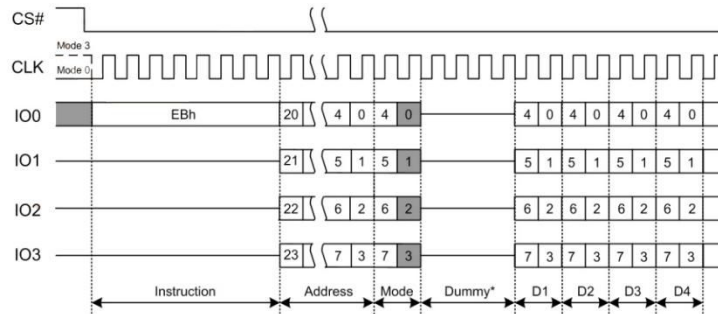 CS#
Mode 3
CLK Mode 0
IO0 EBh 20 4 0 4 0 4 0 4 0 4 0 4 0
IO1 21 5 1 5 1 5 1 5 1 5 1 5 1
IO2 22 6 2 6 2 6 2 6 2 6 2 6 2
IO3 23 7 3 7 3 7 3 7 3 7 3 7 3
Instruction Address Mode Dummy* D1 D2 D3 D4